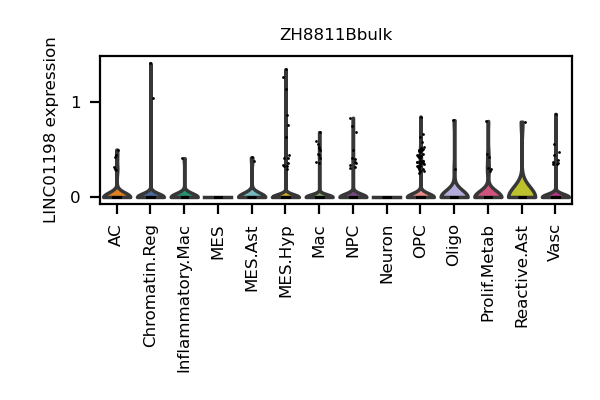 ZH8811Bbulk
LINC01198 expression
1
0
AC
Chromatin.Reg
Inflammatory.Mac
MES
MES.Ast
MES.Hyp
Mac
NPC
Neuron
OPC
Oligo
Prolif.Metab
Reactive.Ast
Vasc